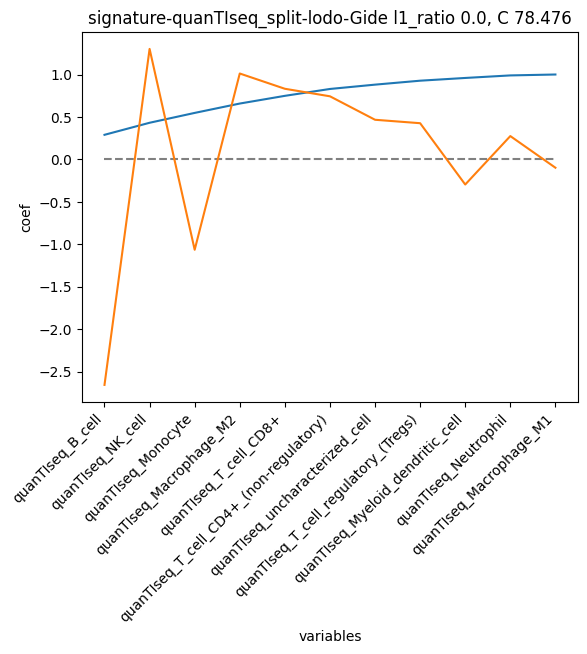 signature-quanTIseq_split-lodo-Gide l1_ratio 0.0, C 78.476
1.0
0.5
0.0
−0.5
−1.0
−1.5
−2.0
−2.5
coef
quanTIseq_B_cell
quanTIseq_NK_cell
quanTIseq_Monocyte
quanTIseq_Macrophage_M2
quanTIseq_T_cell_CD8+
quanTIseq_T_cell_CD4+_(non-regulatory)
quanTIseq_uncharacterized_cell
quanTIseq_T_cell_regulatory_(Tregs)
quanTIseq_Myeloid_dendritic_cell
quanTIseq_Neutrophil
quanTIseq_Macrophage_M1
variables